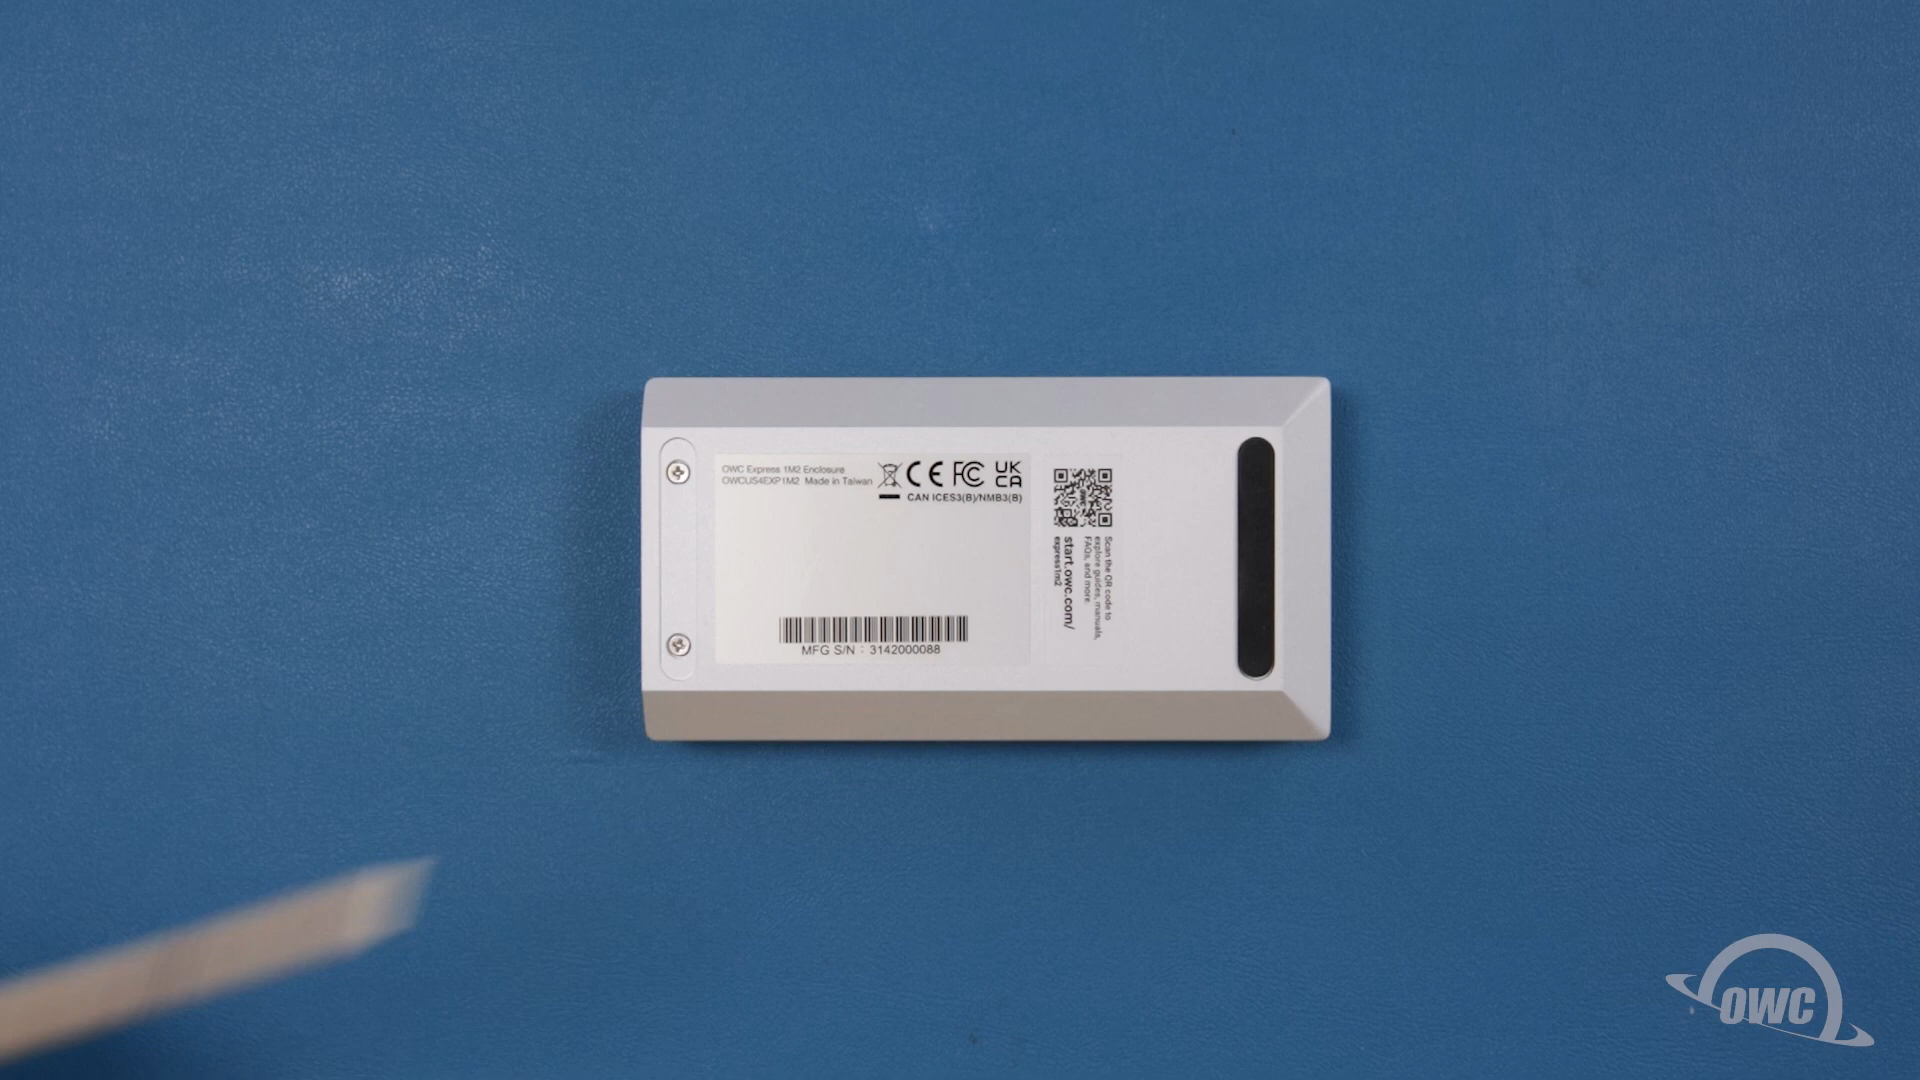 OWC Express 1M2 Enclosure
OWCUS4EXP1M2 Made in Taiwan
CE FC UK
CA
CAN ICES3(B)/NMB3(B)
MFG S/N : 3142000088
OWC
Scan the QR code to
explore guides, manuals,
FAQs, and more.
start.owc.com/
express1m2
OWC